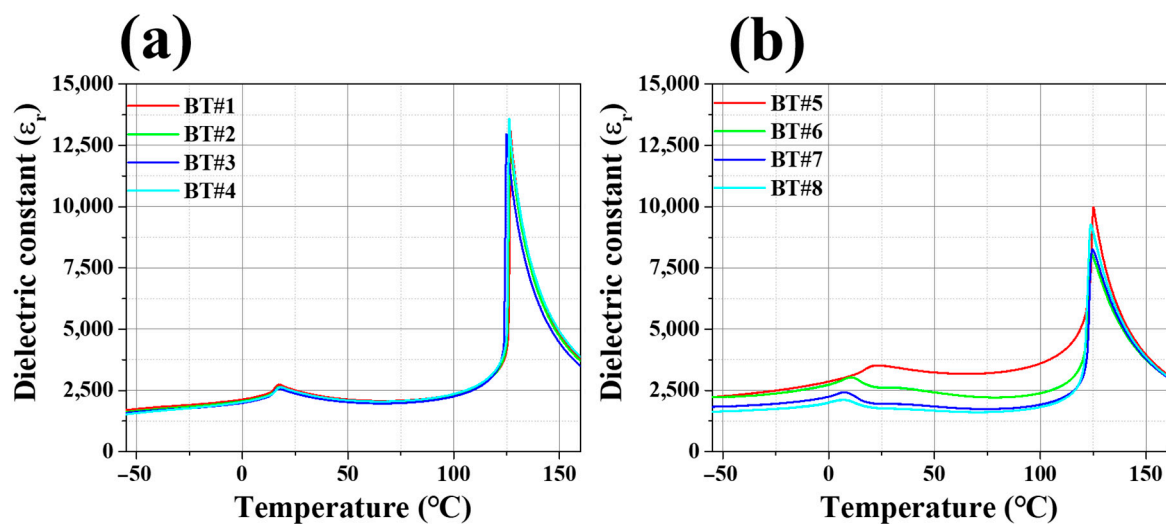 (a)
Dielectric constant (εr)
15,000
12,500
10,000
7,500
5,000
2,500
0
BT#1
BT#2
BT#3
BT#4
−50
0
50
100
150
Temperature (°C)
(b)
Dielectric constant (εr)
15,000
12,500
10,000
7,500
5,000
2,500
0
BT#5
BT#6
BT#7
BT#8
−50
0
50
100
150
Temperature (°C)